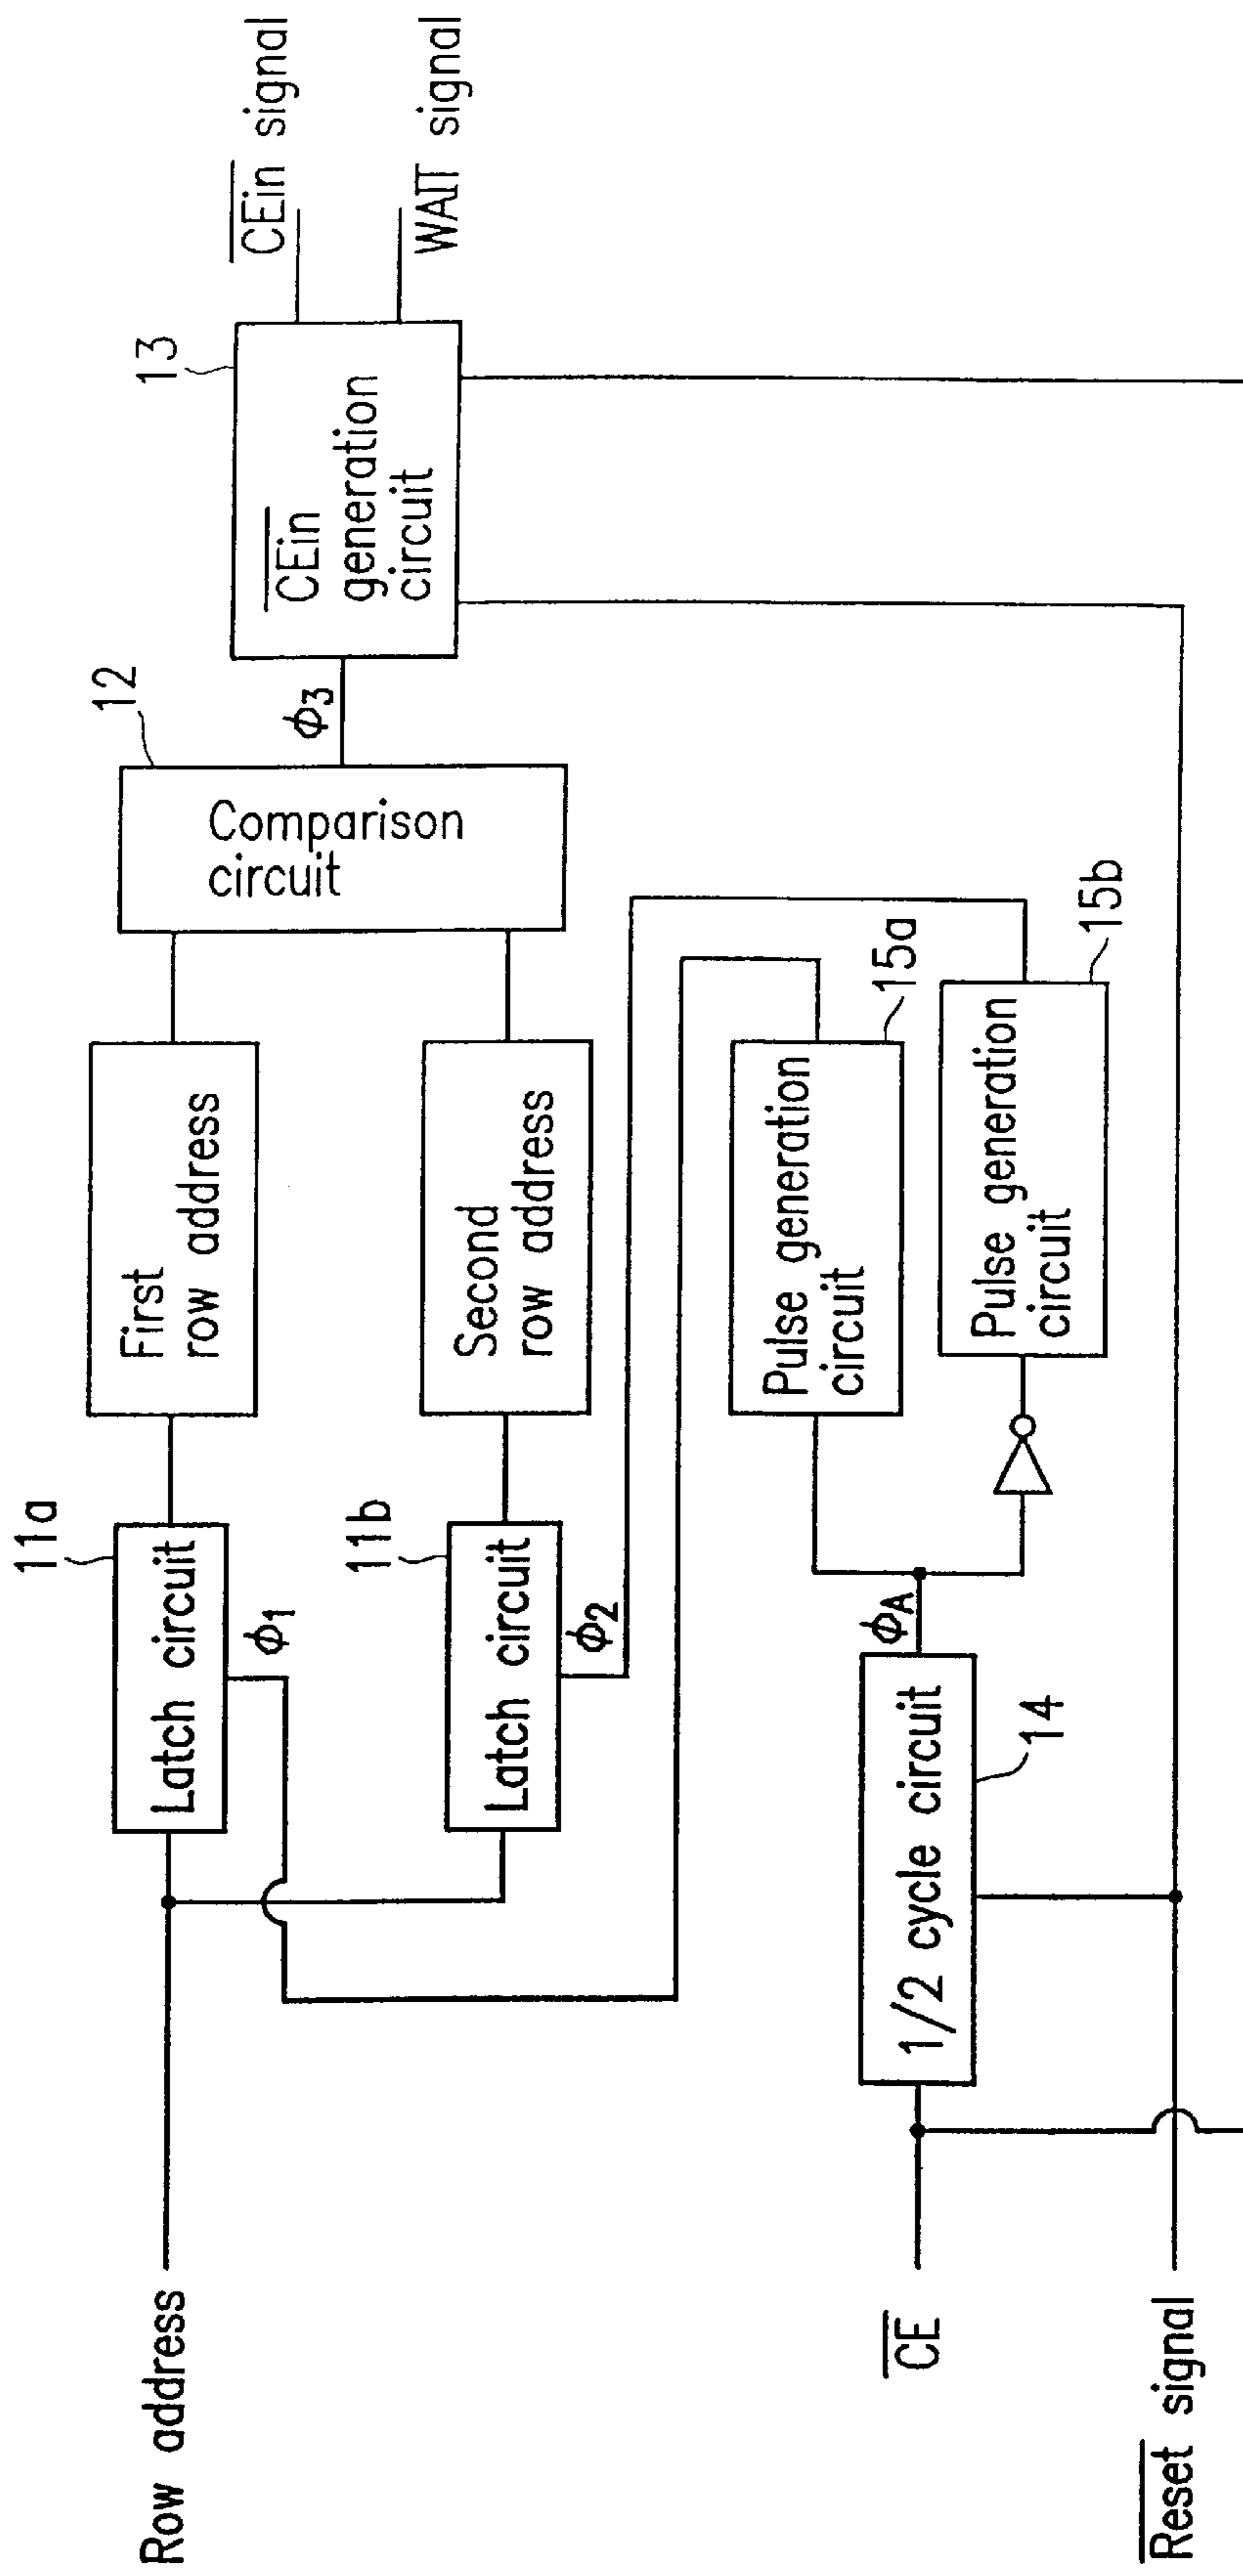 Row address
11a
Latch circuit
ϕ1
First
row address
11b
Latch circuit
ϕ2
Second
row address
12
Comparison
circuit
ϕ3
13
CEin
generation
circuit
CEin signal
WAIT signal
CE
1/2 cycle circuit
14
ϕA
Pulse generation
circuit
15a
Pulse generation
circuit
15b
Reset signal